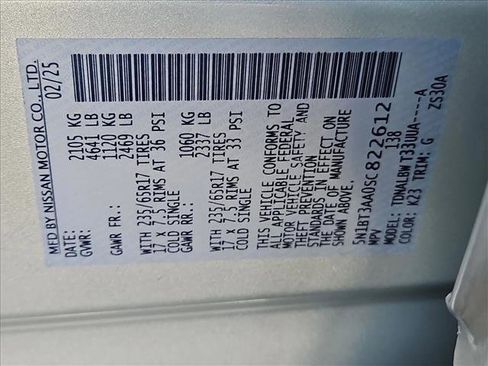 MFD BY NISSAN MOTOR CO., LTD.
DATE: 02/25
GVWR: 2105 KG
4641 LB
GAWR FR.: 1120 KG
2469 LB
WITH 235/65R17 TIRES
17 X 7.5 RIMS AT 36 PSI
COLD SINGLE
GAWR RR: 1060 KG
2337 LB
WITH 235/65R17 TIRES
17 X 7.5 RIMS AT 33 PSI
COLD SINGLE
THIS VEHICLE CONFORMS TO
ALL APPLICABLE FEDERAL
MOTOR VEHICLE SAFETY AND
THEFT PREVENTION
STANDARDS IN EFFECT ON
THE DATE OF MANUFACTURE
SHOWN ABOVE.
5N1BT3AA0SC822612
MPV 138
TDMALBW T33UUA-----A
COLOR: K23 TRIM: G ZS30A